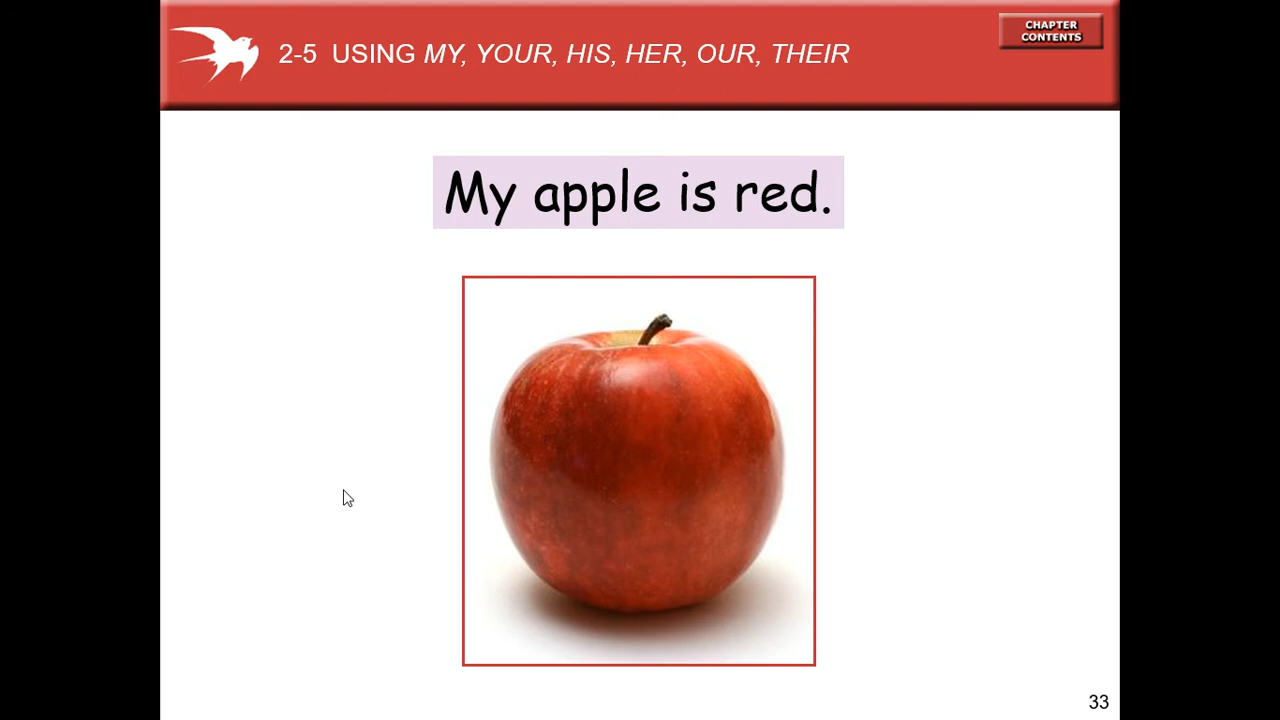 2-5 USING MY, YOUR, HIS, HER, OUR, THEIR
CHAPTER
CONTENTS
My apple is red.
33